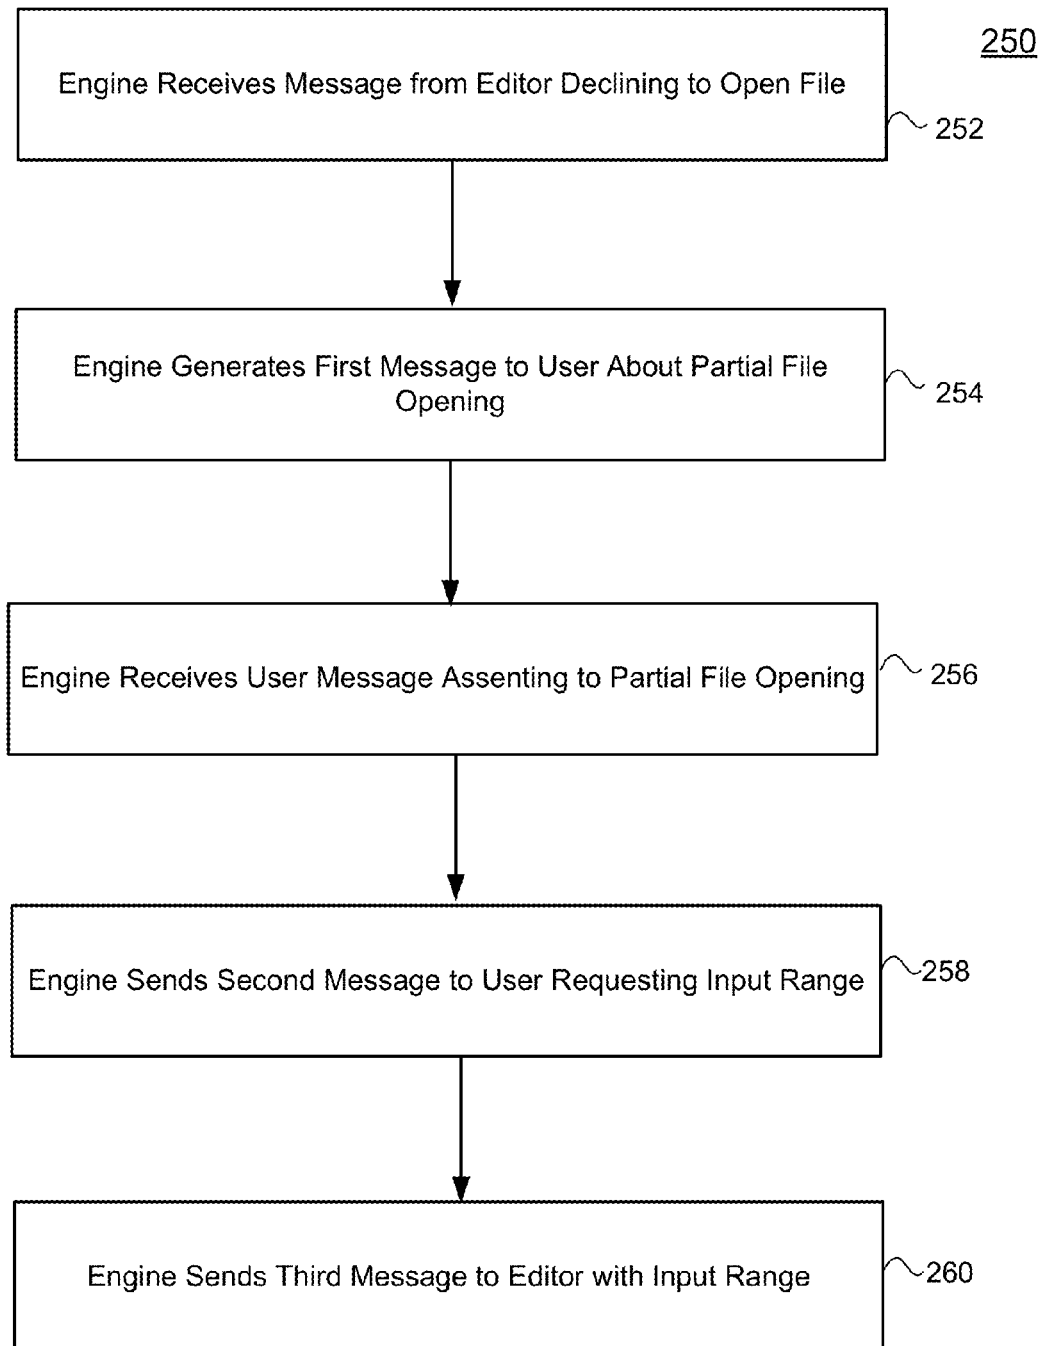 250
Engine Receives Message from Editor Declining to Open File
252
Engine Generates First Message to User About Partial File
Opening
254
Engine Receives User Message Assenting to Partial File Opening
256
Engine Sends Second Message to User Requesting Input Range
258
Engine Sends Third Message to Editor with Input Range
260